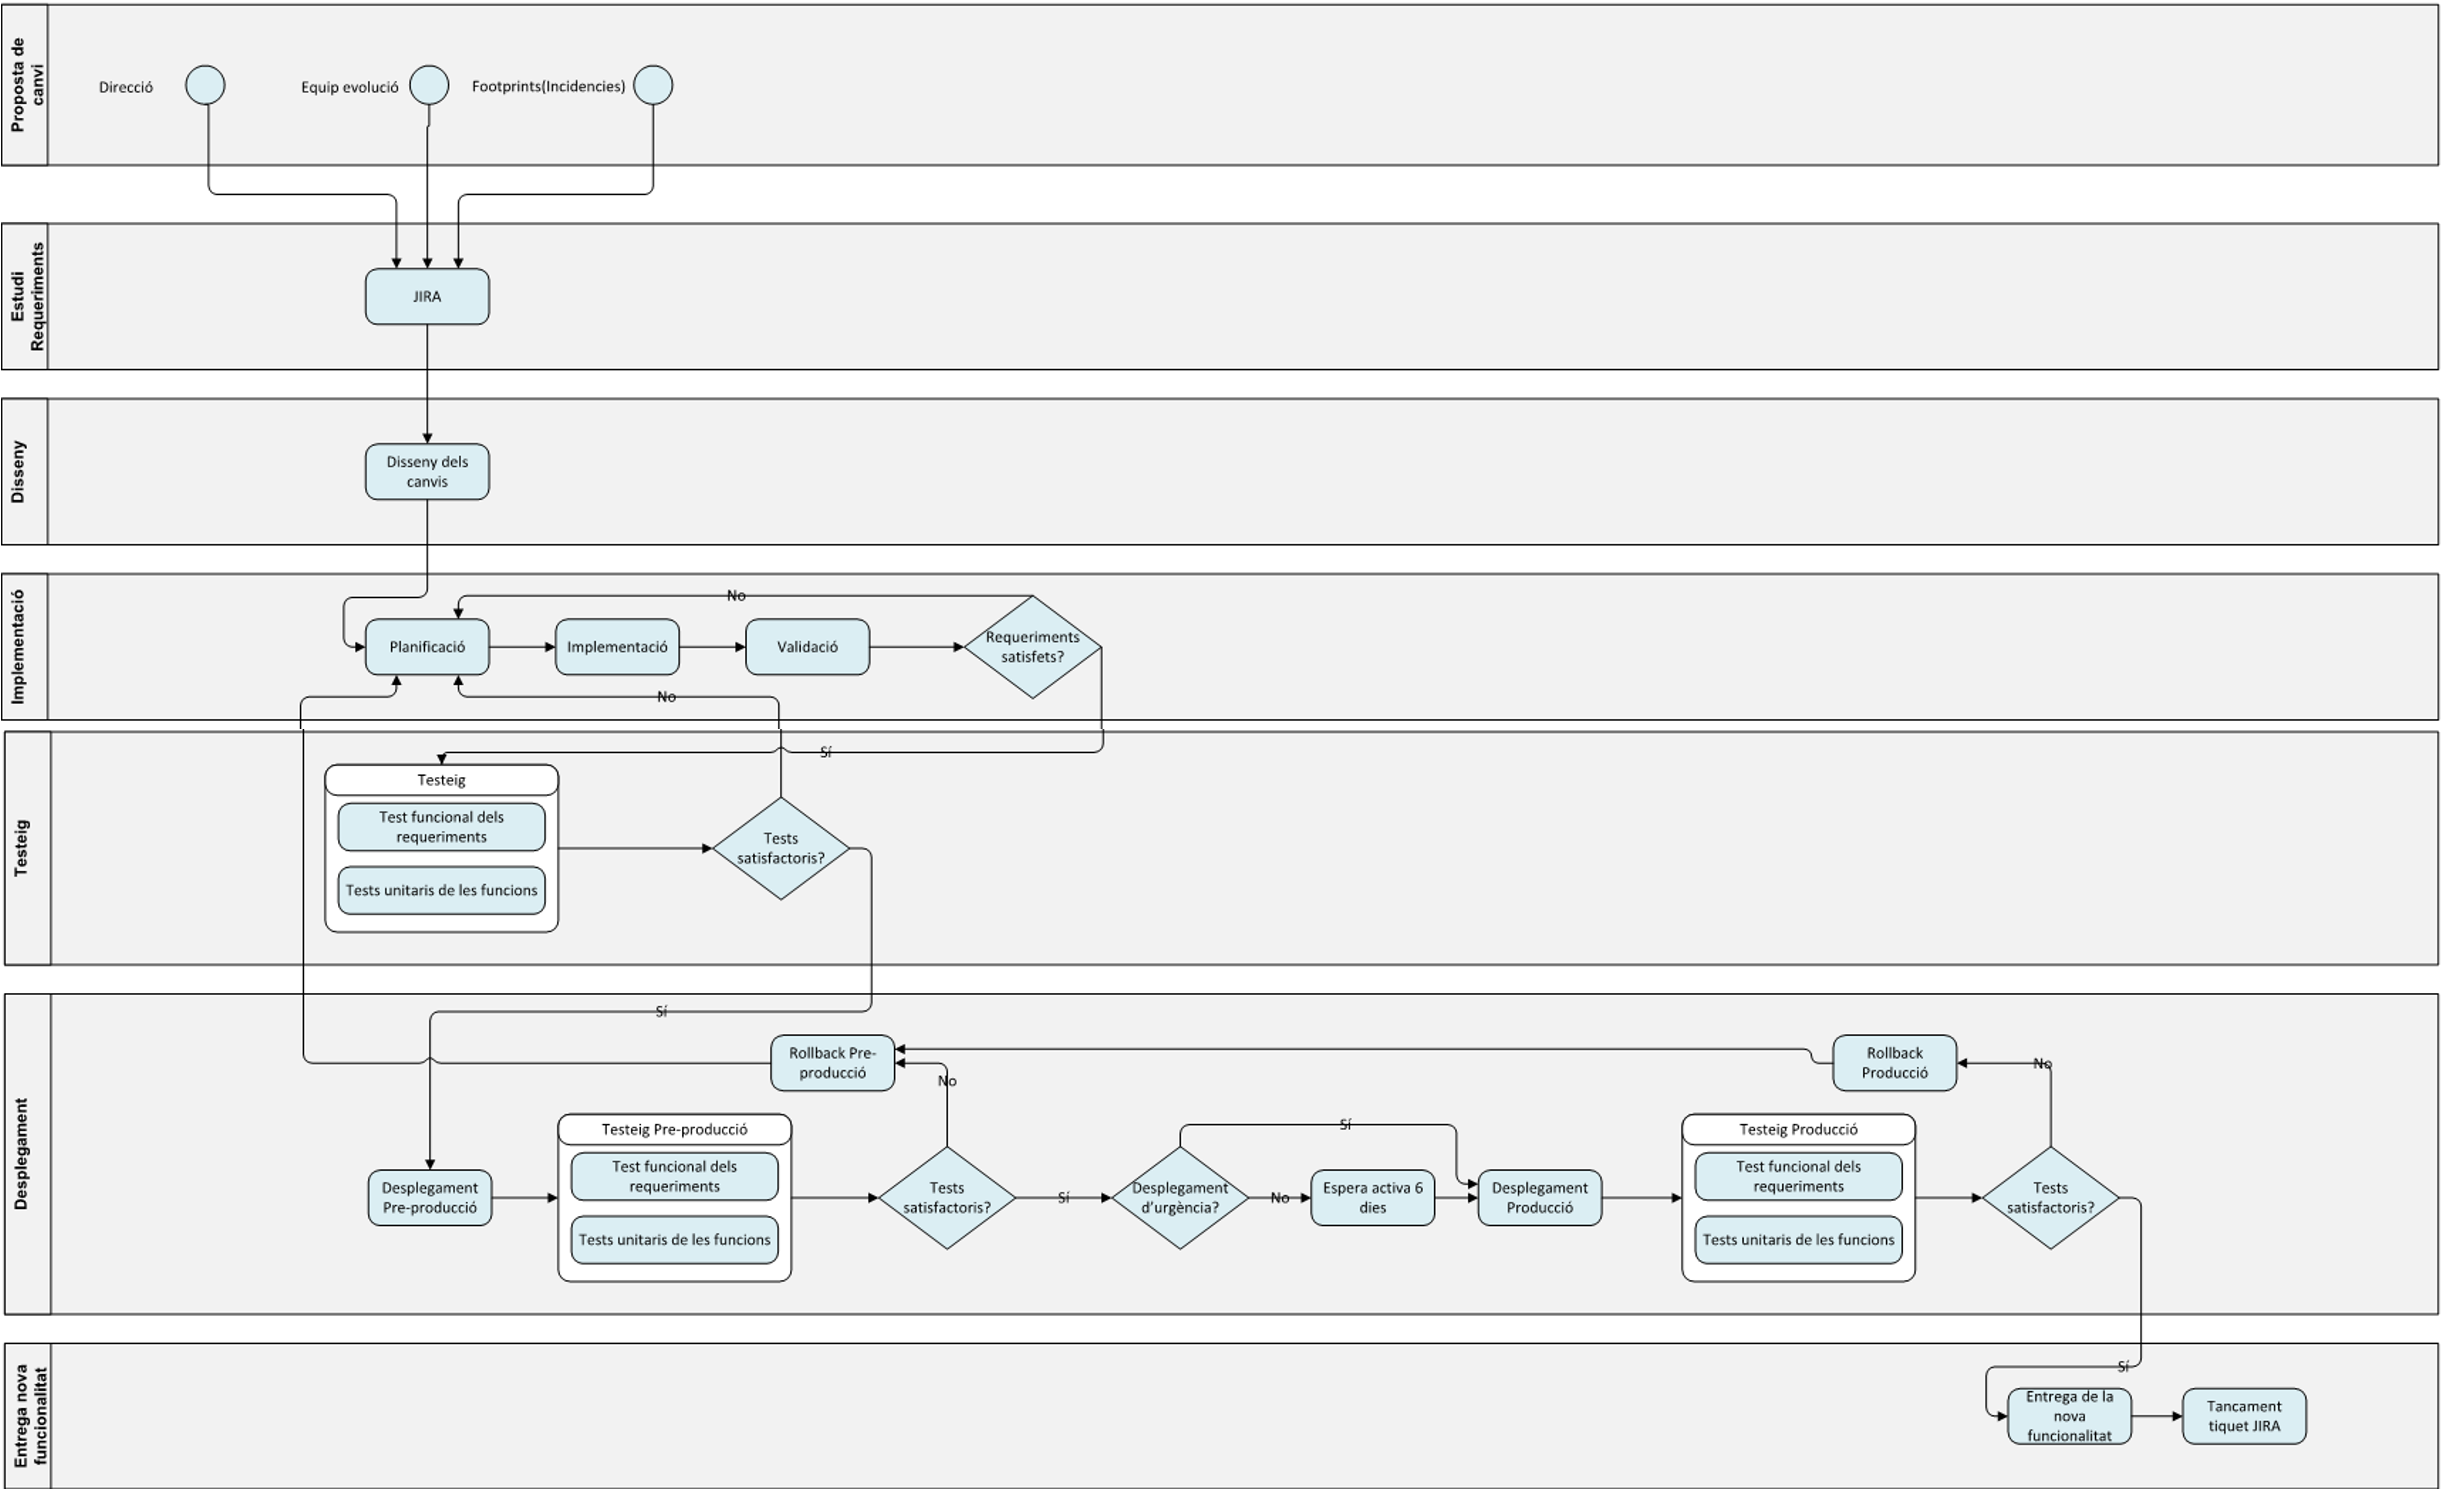 Proposta de
canvi
Direcció
Equip evolució
Footprints(Incidencies)
Estudi
Requeriments
JIRA
Disseny
Disseny dels
canvis
Implementació
No
Planificació
Implementació
Validació
Requeriments
satisfets?
No
Testeig
Sí
Testeig
Test funcional dels
requeriments
Tests unitaris de les funcions
Tests
satisfactoris?
Desplegament
Sí
Rollback Pre-
producció
No
Rollback
Producció
No
Desplegament
Pre-producció
Testeig Pre-producció
Test funcional dels
requeriments
Tests unitaris de les funcions
Tests
satisfactoris?
Sí
Desplegament
d'urgència?
Sí
No
Espera activa 6
dies
Desplegament
Producció
Testeig Producció
Test funcional dels
requeriments
Tests unitaris de les funcions
Tests
satisfactoris?
Entrega nova
funcionalitat
Sí
Entrega de la
nova
funcionalitat
Tancament
tiquet JIRA